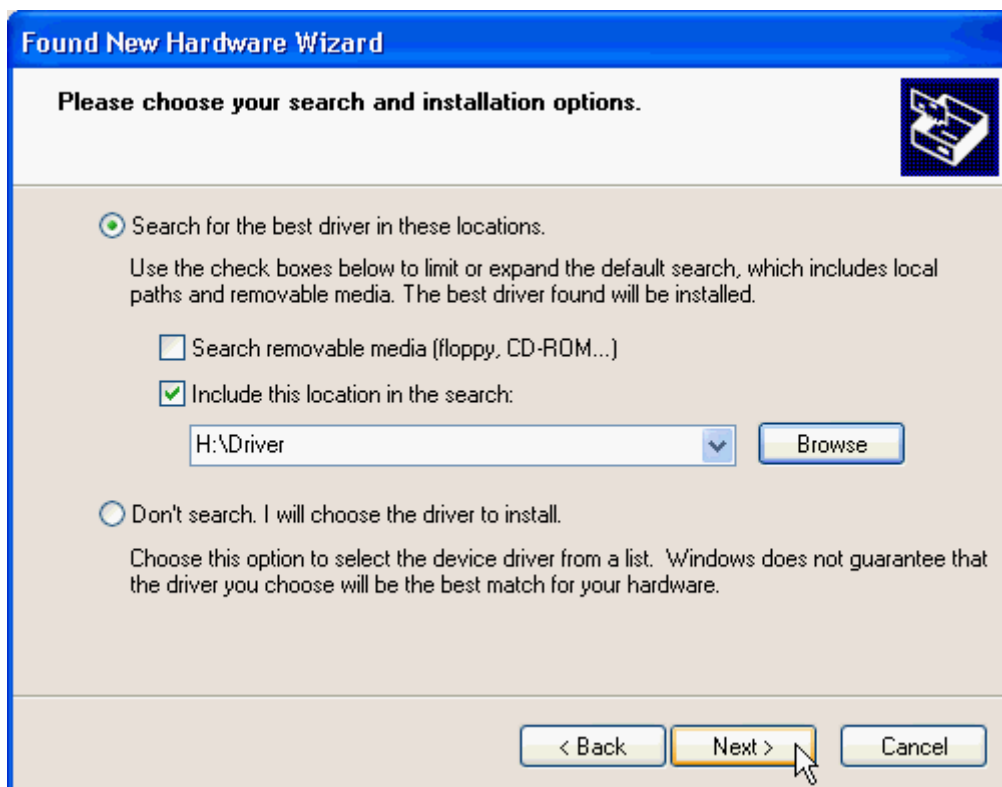 Found New Hardware Wizard
Please choose your search and installation options.
Search for the best driver in these locations.
Use the check boxes below to limit or expand the default search, which includes local
paths and removable media. The best driver found will be installed.
Search removable media (floppy, CD-ROM...)
Include this location in the search:
H:\Driver
Browse
Don't search. I will choose the driver to install.
Choose this option to select the device driver from a list. Windows does not guarantee that
the driver you choose will be the best match for your hardware.
< Back
Next >
Cancel